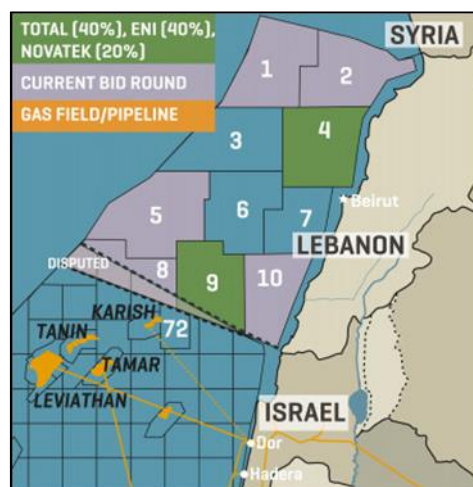 TOTAL (40%), ENI (40%),
NOVATEK (20%)
CURRENT BID ROUND
GAS FIELD/PIPELINE
SYRIA
1
2
3
4
5
6
7
Beirut
LEBANON
DISPUTED
8
9
10
KARISH
72
TANIN
TAMAR
LEVIATHAN
ISRAEL
Dor
Hadera